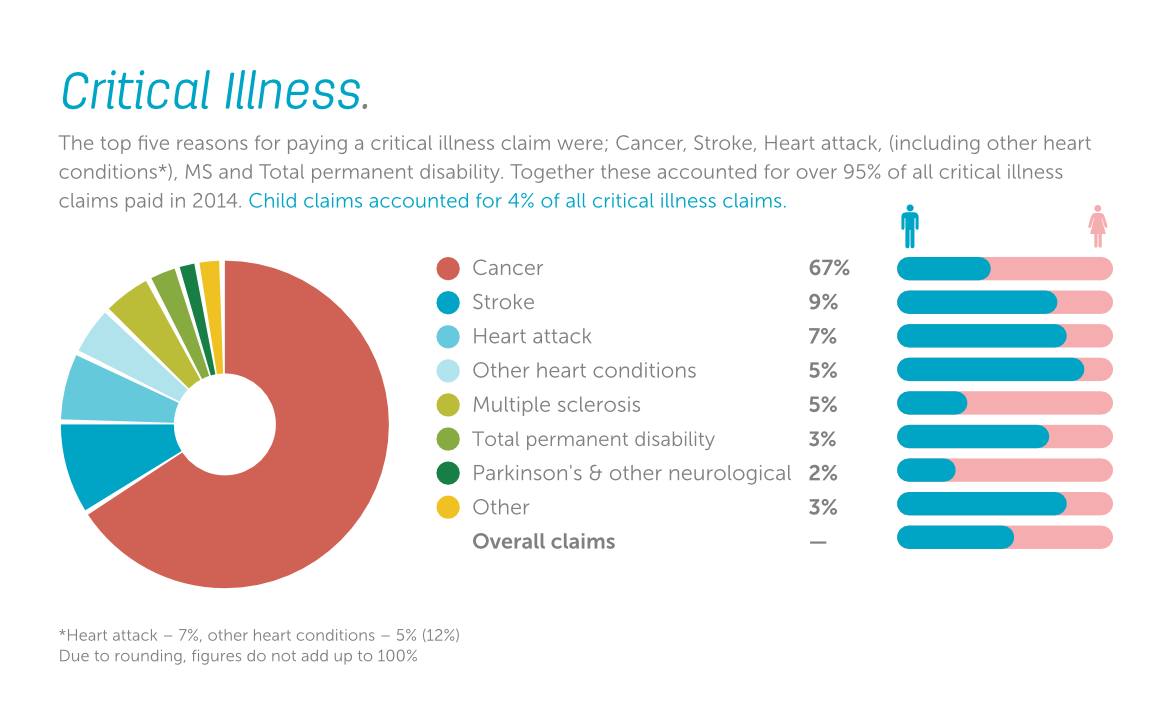 Critical Illness.
The top five reasons for paying a critical illness claim were; Cancer, Stroke, Heart attack, (including other heart
conditions*), MS and Total permanent disability. Together these accounted for over 95% of all critical illness
claims paid in 2014. Child claims accounted for 4% of all critical illness claims.
Cancer 67%
Stroke 9%
Heart attack 7%
Other heart conditions 5%
Multiple sclerosis 5%
Total permanent disability 3%
Parkinson's & other neurological 2%
Other 3%
Overall claims —
*Heart attack – 7%, other heart conditions – 5% (12%)
Due to rounding, figures do not add up to 100%